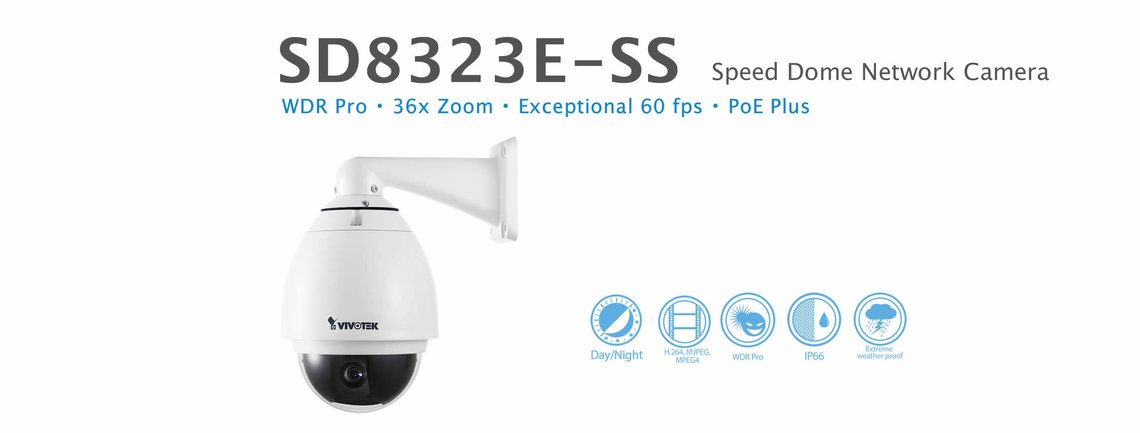 SD8323E-SS Speed Dome Network Camera
WDR Pro • 36x Zoom • Exceptional 60 fps • PoE Plus
VIVOTEK
Day/Night
H.264, MJPEG,
MPEG4
WDR Pro
IP66
Extreme
weather proof